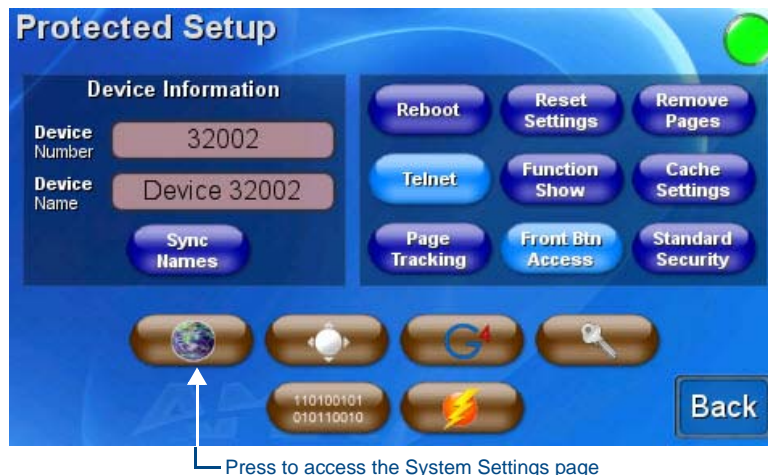 Protected Setup
Device Information
Device
Number
32002
Device
Name
Device 32002
Sync
Names
Reboot
Reset
Settings
Remove
Pages
Telnet
Function
Show
Cache
Settings
Page
Tracking
Front Btn
Access
Standard
Security
G4
110100101
010110010
Back
Press to access the System Settings page